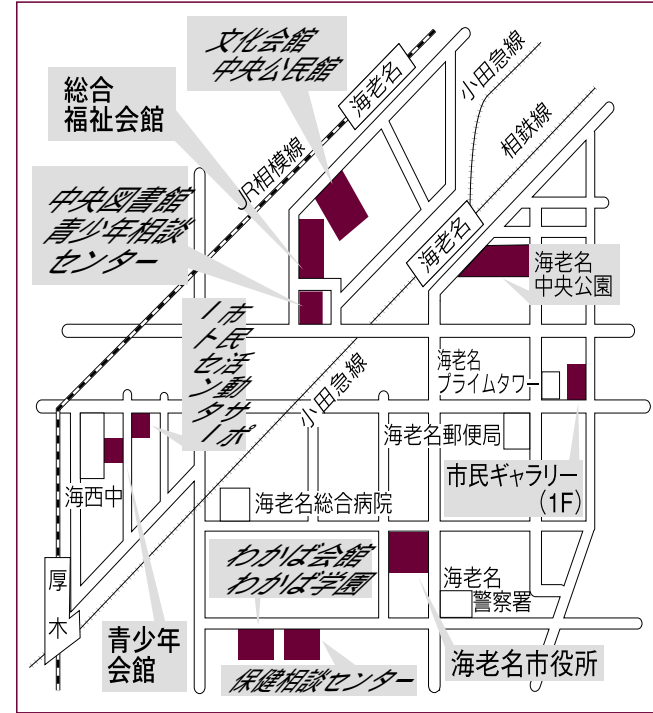 文化会館
中央公民館
海老名
小田急線
総合
福祉会館
相鉄線
JR相模線
中央図書館
青少年相談
センター
海老名
海老名
中央公園
市民活動サポ
ートセンター
小田急線
海老名
プライムタワー
海老名郵便局
市民ギャラリー
(1F)
海西中
海老名総合病院
わかば会館
わかば学園
海老名
警察署
厚木
青少年
会館
保健相談センター
海老名市役所